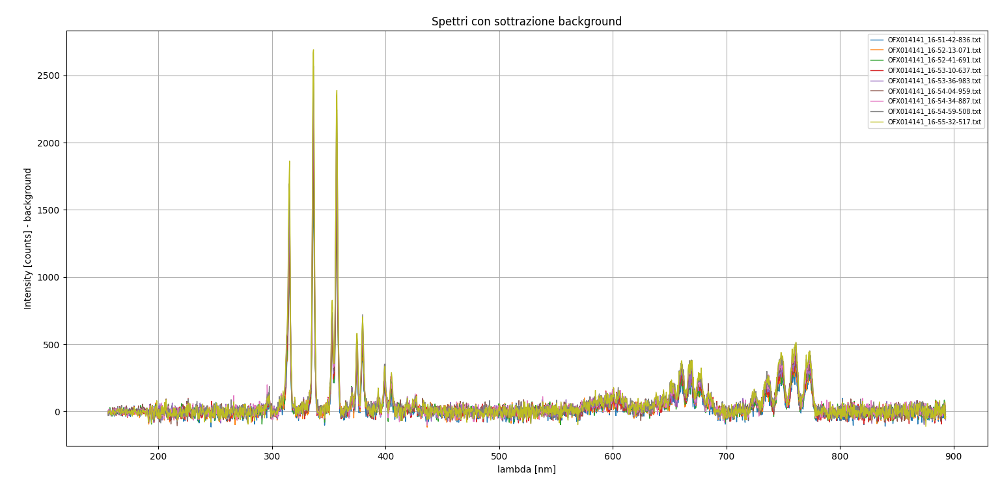 Spettri con sottrazione background
OFX014141_16-51-42-836.txt
OFX014141_16-52-13-071.txt
OFX014141_16-52-41-691.txt
OFX014141_16-53-10-637.txt
OFX014141_16-53-36-983.txt
OFX014141_16-54-04-959.txt
OFX014141_16-54-34-887.txt
OFX014141_16-54-59-508.txt
OFX014141_16-55-32-517.txt
Intensity [counts] - background
2500
2000
1500
1000
500
0
200 300 400 500 600 700 800 900
lambda [nm]